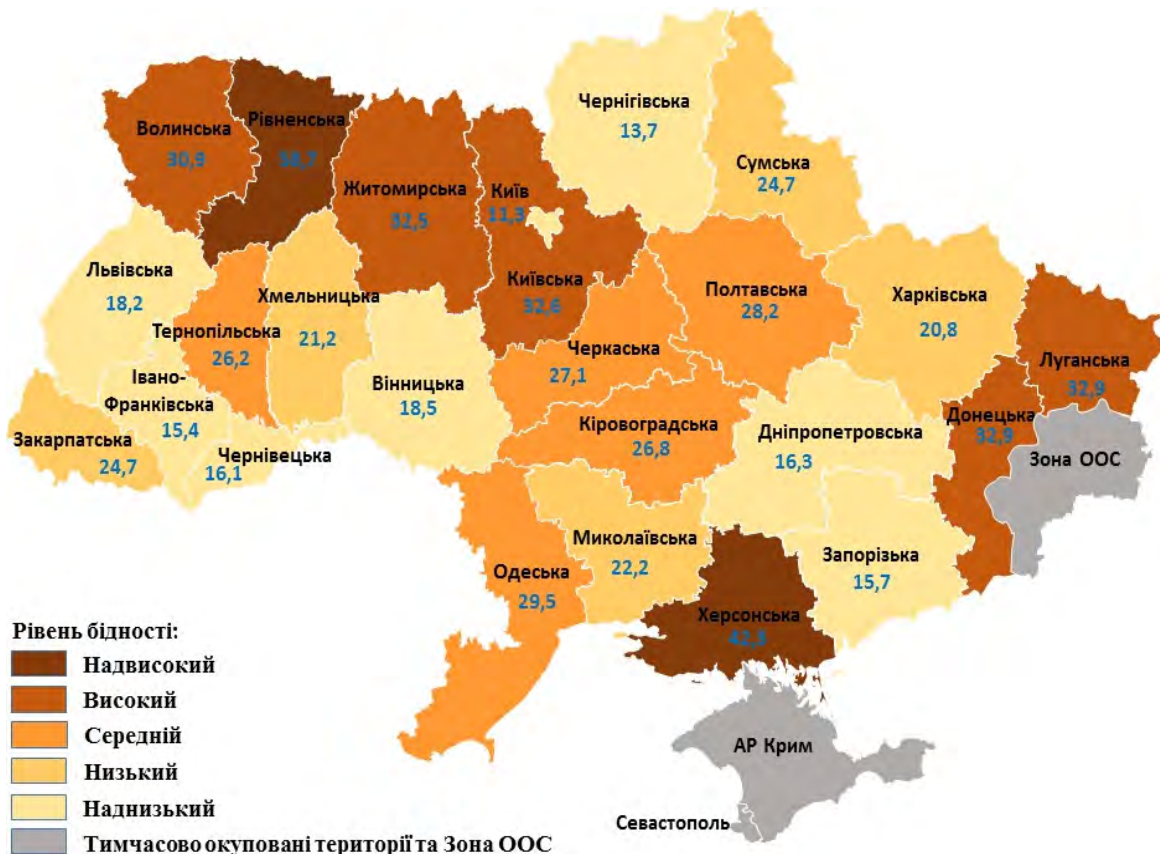 Чернігівська
13,7
Волинська
30,9
Рівненська
38,7
Сумська
24,7
Житомирська
32,5
Київ
11,3
Львівська
18,2
Хмельницька
21,2
Київська
32,6
Полтавська
28,2
Харківська
20,8
Тернопільська
26,2
Черкаська
27,1
Луганська
32,9
Івано-
Франківська
15,4
Вінницька
18,5
Кіровоградська
26,8
Дніпропетровська
16,3
Донецька
32,9
Закарпатська
24,7
Чернівецька
16,1
Зона ООС
Миколаївська
22,2
Запорізька
15,7
Одеська
29,5
Херсонська
42,3
Рівень бідності:
Надвисокий
Високий
Середній
Низький
Наднизький
Тимчасово окуповані території та Зона ООС
АР Крим
Севастополь